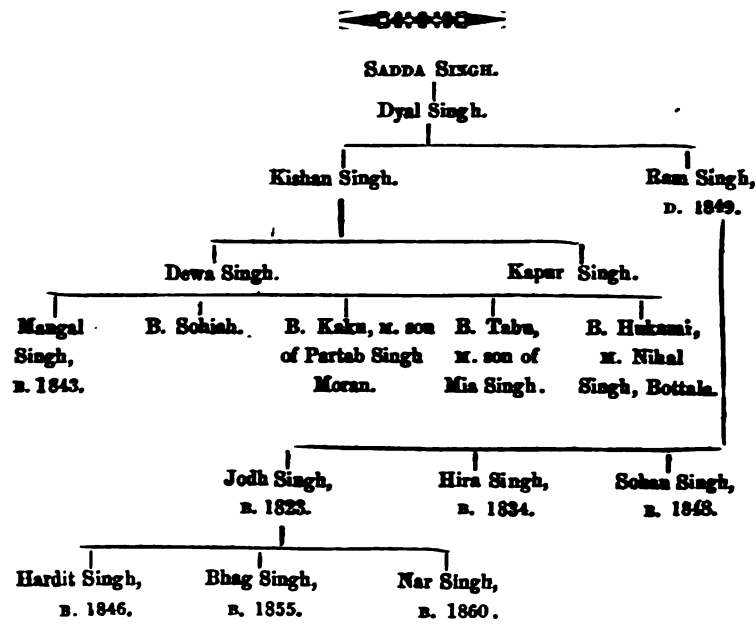 SADDA SINGH.
Dyal Singh.
Kishan Singh. Ram Singh,
D. 1849.
Dewa Singh. Kapur Singh.
Mangal B. Sohiah. B. Kaku, M. son B. Tabu, B. Hukami,
Singh, of Partab Singh M. son of M. Nihal
B. 1843. Moran. Mia Singh. Singh, Bottala.
Jodh Singh, Hira Singh, Sohan Singh,
B. 1823. B. 1834. B. 1848.
Hardit Singh, Bhag Singh, Nar Singh,
B. 1846. B. 1855. B. 1860.